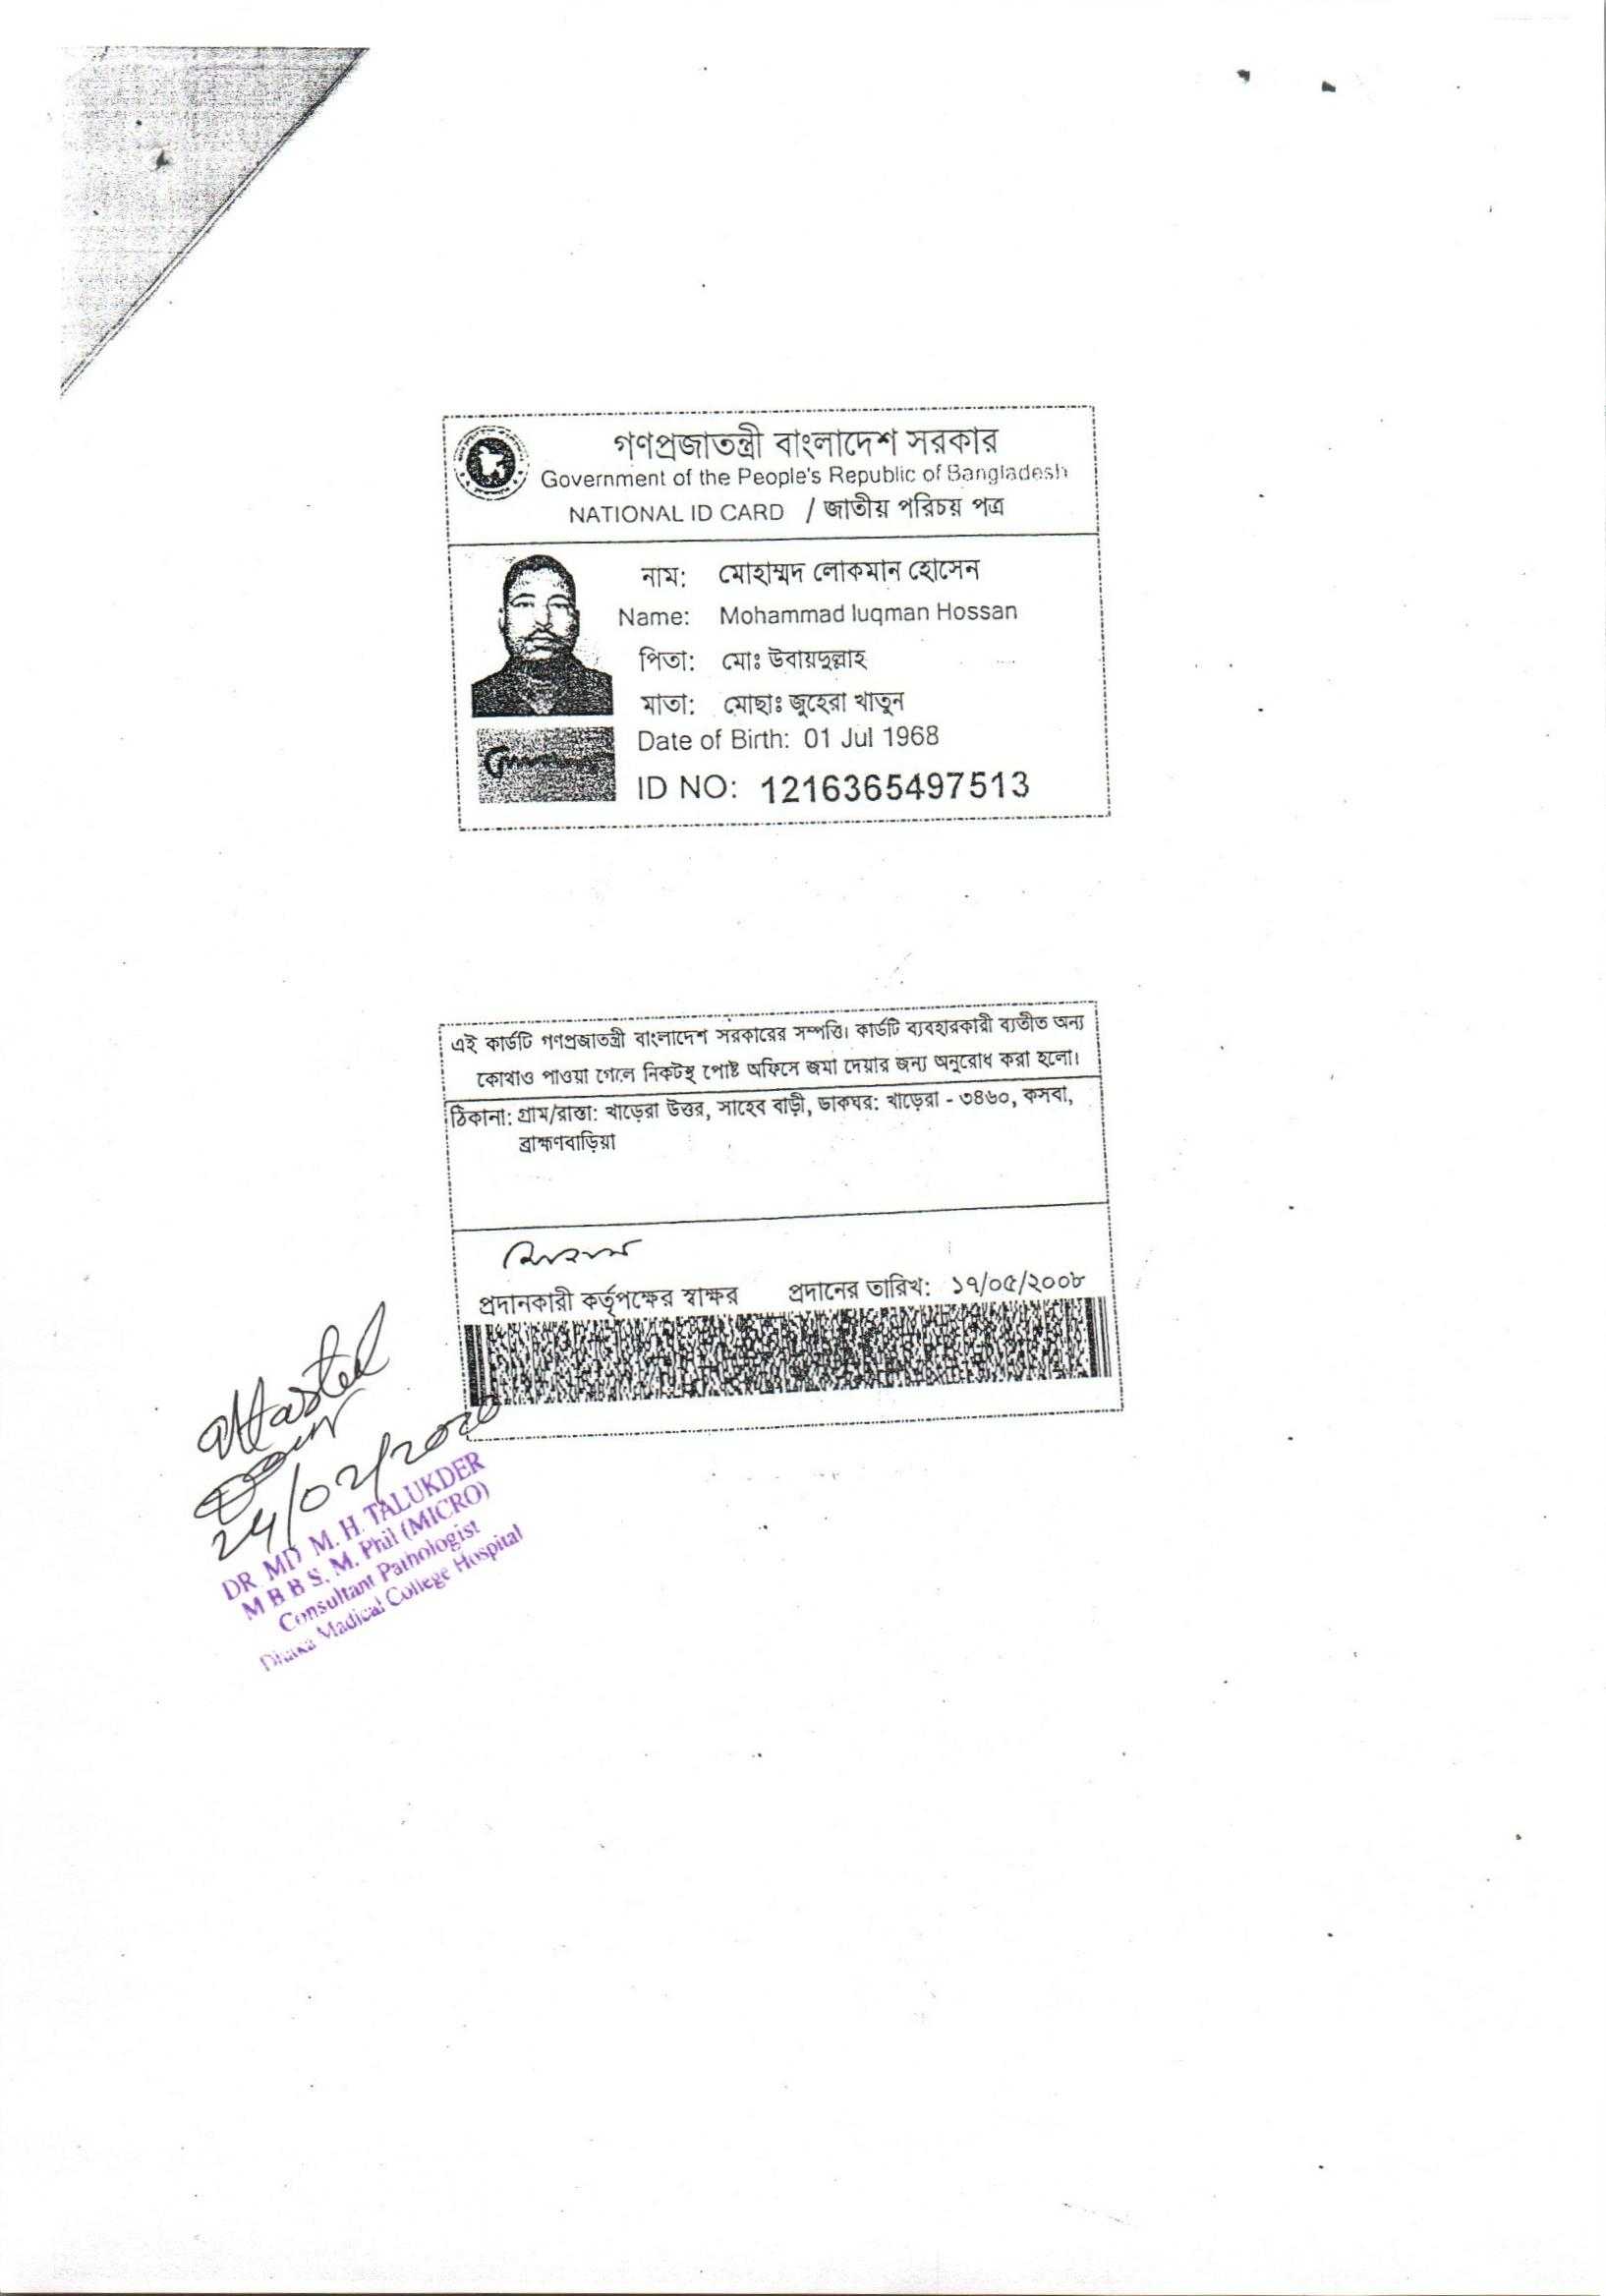 গণপ্রজাতন্ত্রী বাংলাদেশ সরকার
Government of the People's Republic of Bangladesh
NATIONAL ID CARD / জাতীয় পরিচয় পত্র
নাম: মোহাম্মদ লোকমান হোসেন
Name: Mohammad luqman Hossan
পিতা: মোঃ উবায়দুল্লাহ
মাতা: মোছাঃ জুহেরা খাতুন
Date of Birth: 01 Jul 1968
ID NO: 1216365497513
এই কার্ডটি গণপ্রজাতন্ত্রী বাংলাদেশ সরকারের সম্পত্তি। কার্ডটি ব্যবহারকারী ব্যতীত অন্য
কোথাও পাওয়া গেলে নিকটস্থ পোষ্ট অফিসে জমা দেয়ার জন্য অনুরোধ করা হলো।
ঠিকানা: গ্রাম/রাস্তা: খাড়েরা উত্তর, সাহেব বাড়ী, ডাকঘর: খাড়েরা - ৩৪৬০, কসবা,
ব্রাহ্মণবাড়িয়া
প্রদানকারী কর্তৃপক্ষের স্বাক্ষর প্রদানের তারিখ: ১৭/০৫/২০০৮
24/02/2020
DR MD M. H. TALUKDER
M B B S. M. Phil (MICRO)
Consultant Pathologist
Dhaka Madical College Hospital